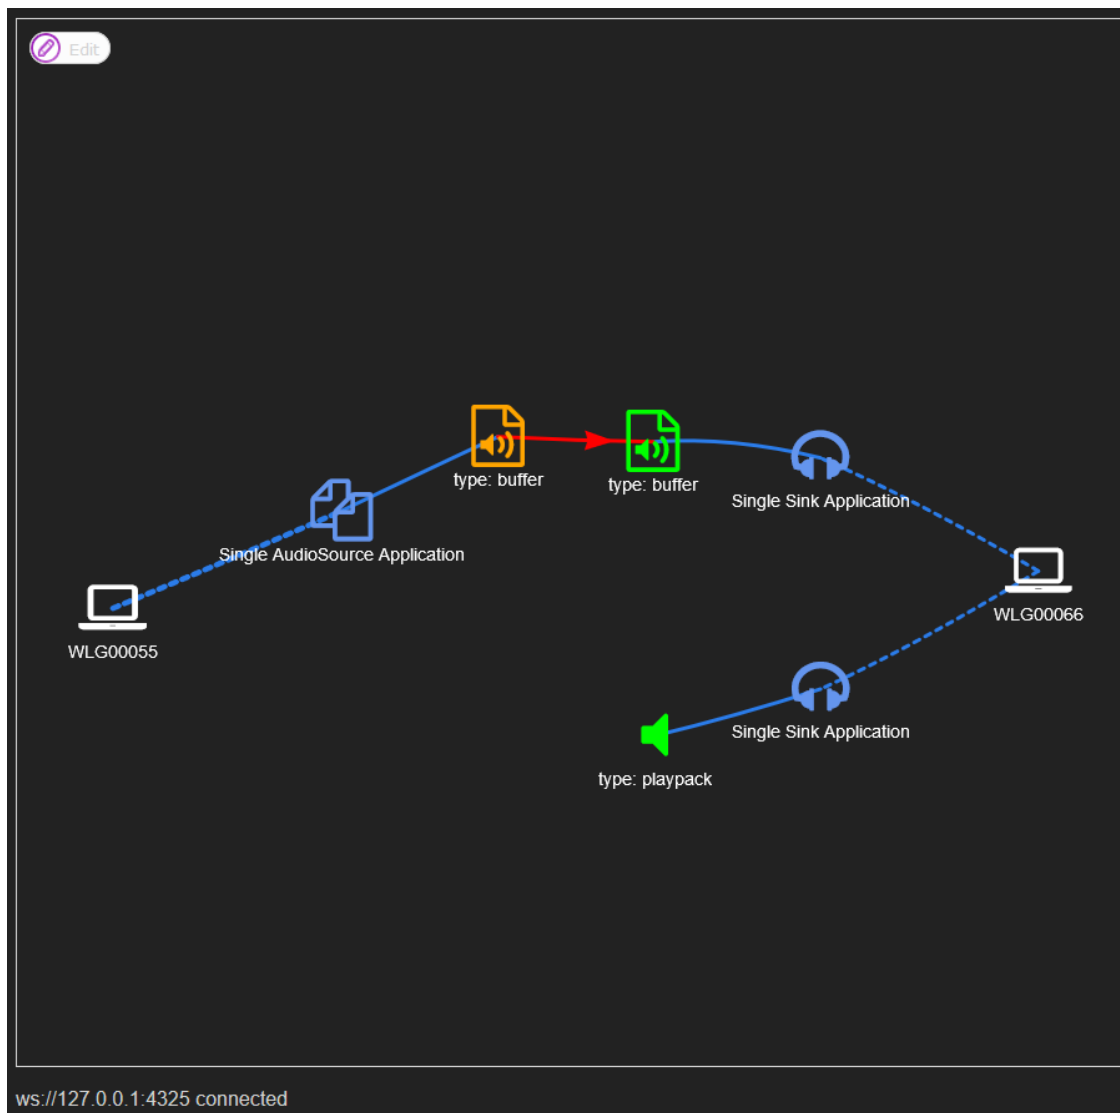 Edit
type: buffer
type: buffer
Single Sink Application
Single AudioSource Application
WLG00066
WLG00055
Single Sink Application
type: playpack
ws://127.0.0.1:4325 connected